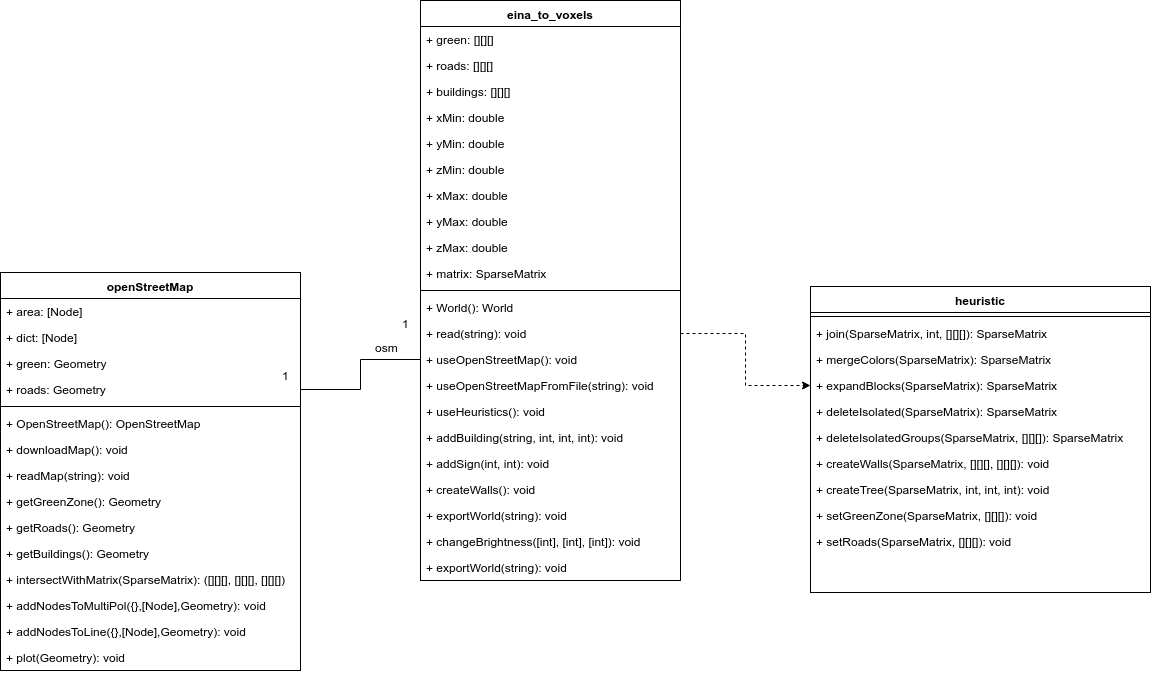 eina_to_voxels
+ green: [][][]
+ roads: [][][]
+ buildings: [][][]
+ xMin: double
+ yMin: double
+ zMin: double
+ xMax: double
+ yMax: double
+ zMax: double
+ matrix: SparseMatrix
+ World(): World
+ read(string): void
+ useOpenStreetMap(): void
+ useOpenStreetMapFromFile(string): void
+ useHeuristics(): void
+ addBuilding(string, int, int, int): void
+ addSign(int, int): void
+ createWalls(): void
+ exportWorld(string): void
+ changeBrightness([int], [int], [int]): void
+ exportWorld(string): void
openStreetMap
+ area: [Node]
+ dict: [Node]
+ green: Geometry
+ roads: Geometry
+ OpenStreetMap(): OpenStreetMap
+ downloadMap(): void
+ readMap(string): void
+ getGreenZone(): Geometry
+ getRoads(): Geometry
+ getBuildings(): Geometry
+ intersectWithMatrix(SparseMatrix): ([][][], [][][], [][][])
+ addNodesToMultiPol({},[Node],Geometry): void
+ addNodesToLine({},[Node],Geometry): void
+ plot(Geometry): void
1
osm
1
heuristic
+ join(SparseMatrix, int, [][][]): SparseMatrix
+ mergeColors(SparseMatrix): SparseMatrix
+ expandBlocks(SparseMatrix): SparseMatrix
+ deleteIsolated(SparseMatrix): SparseMatrix
+ deleteIsolatedGroups(SparseMatrix, [][][]): SparseMatrix
+ createWalls(SparseMatrix, [][][], [][][]): void
+ createTree(SparseMatrix, int, int, int): void
+ setGreenZone(SparseMatrix, [][][]): void
+ setRoads(SparseMatrix, [][][]): void